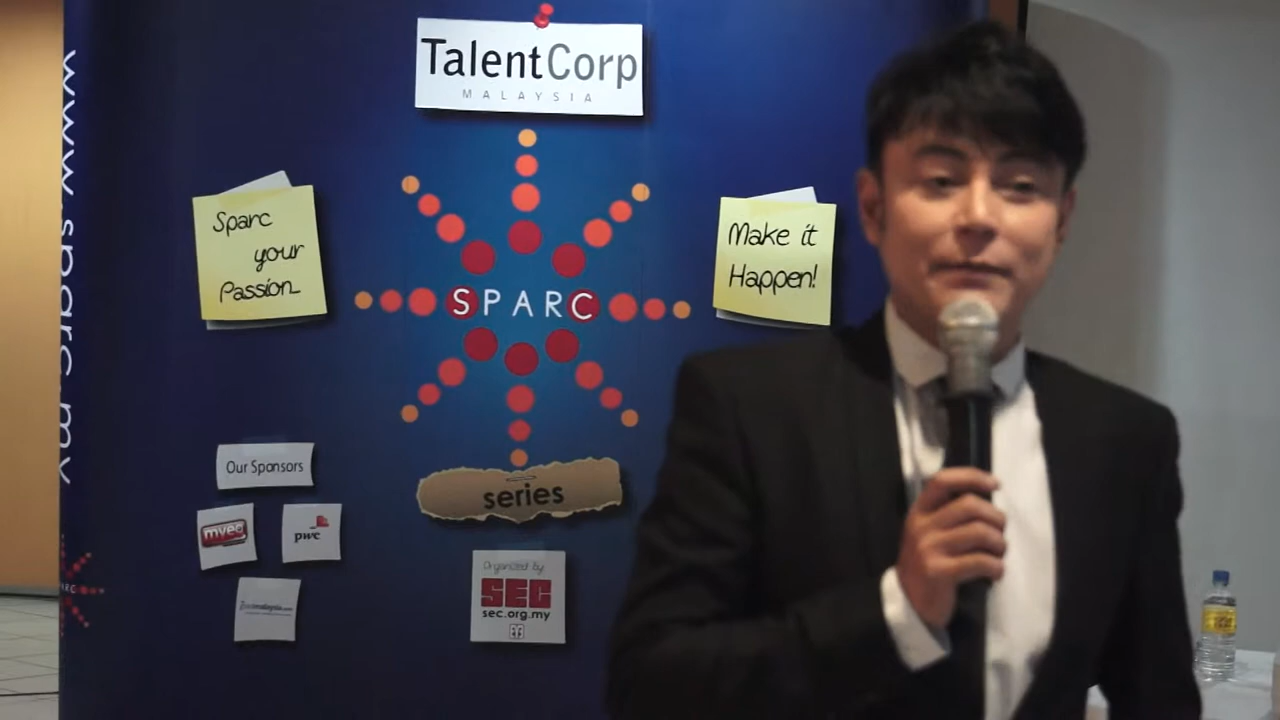 TalentCorp
MALAYSIA
www.sparc.my
Sparc
your
Passion
Make it
Happen!
SPARC
series
Our Sponsors
myec
pwc
Organized by
SEC
sec.org.my